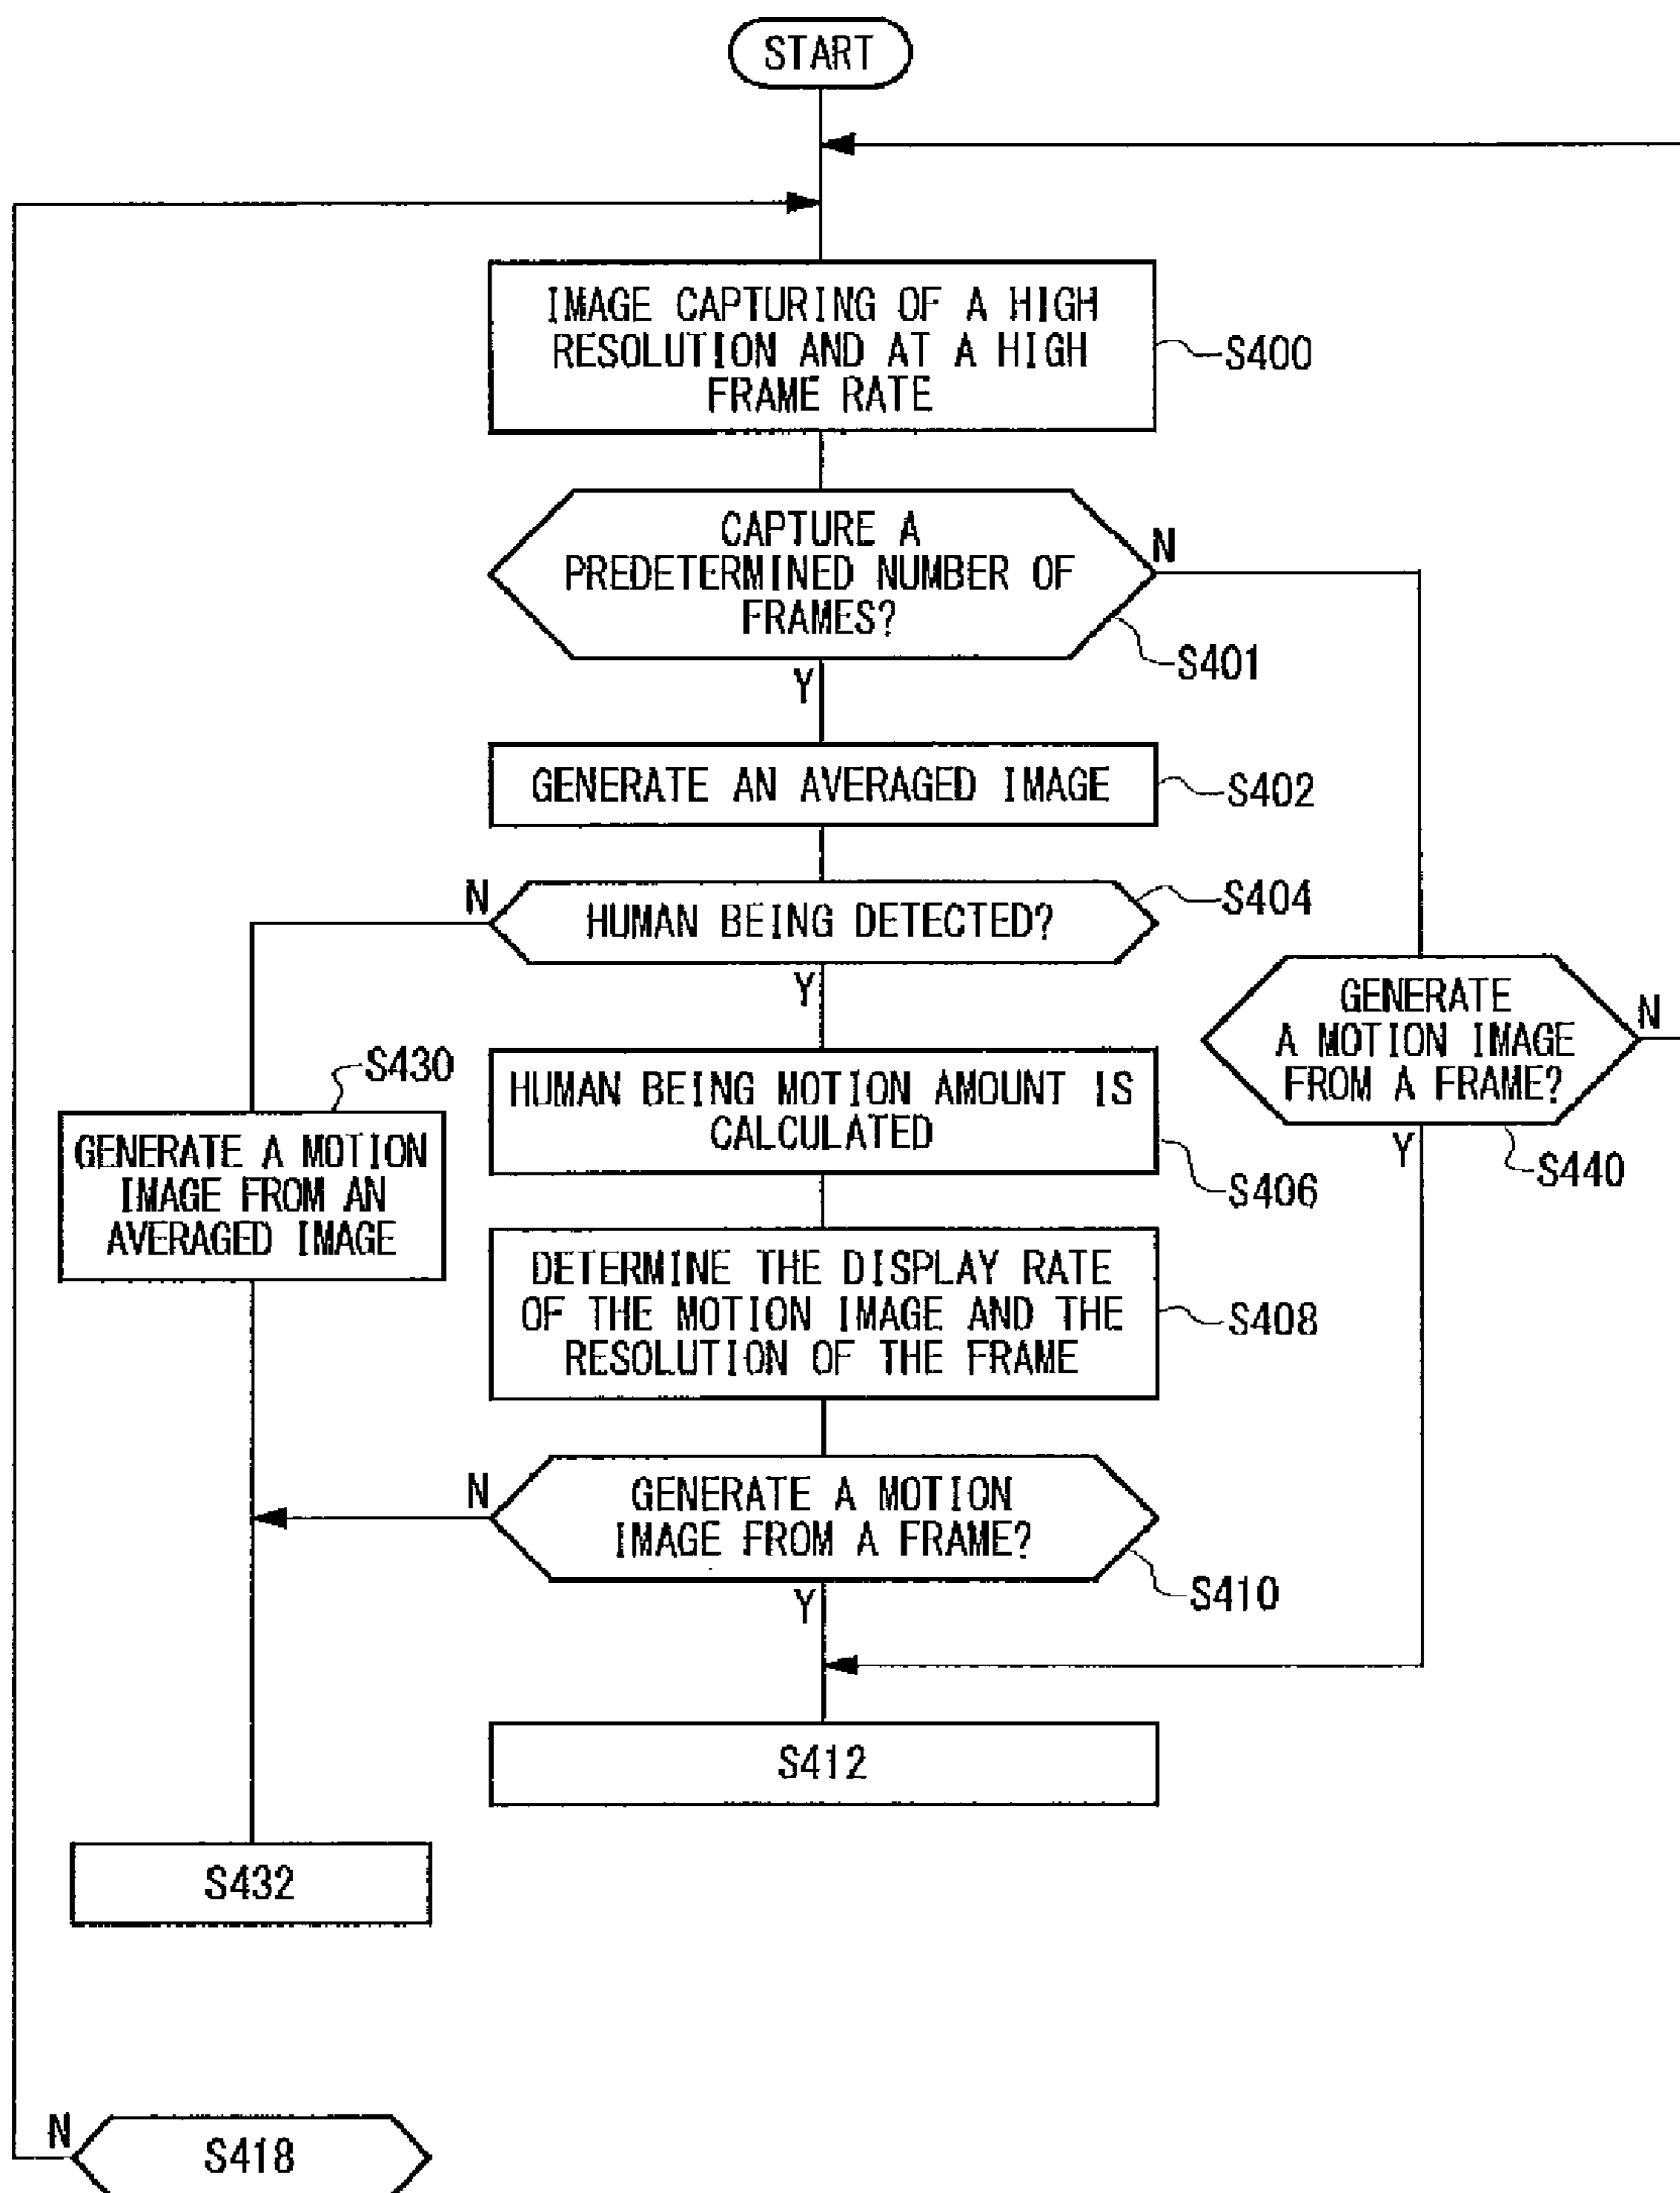 START
IMAGE CAPTURING OF A HIGH
RESOLUTION AND AT A HIGH
FRAME RATE
S400
CAPTURE A
PREDETERMINED NUMBER OF
FRAMES?
N
S401
Y
GENERATE AN AVERAGED IMAGE
S402
N
HUMAN BEING DETECTED?
S404
Y
GENERATE
A MOTION IMAGE
FROM A FRAME?
N
Y
S440
S430
GENERATE A MOTION
IMAGE FROM AN
AVERAGED IMAGE
HUMAN BEING MOTION AMOUNT IS
CALCULATED
S406
DETERMINE THE DISPLAY RATE
OF THE MOTION IMAGE AND THE
RESOLUTION OF THE FRAME
S408
N
GENERATE A MOTION
IMAGE FROM A FRAME?
S410
Y
S412
S432
N
S418